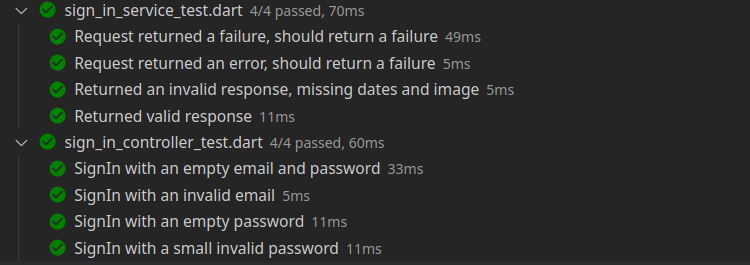 sign_in_service_test.dart 4/4 passed, 70ms
Request returned a failure, should return a failure 49ms
Request returned an error, should return a failure 5ms
Returned an invalid response, missing dates and image 5ms
Returned valid response 11ms
sign_in_controller_test.dart 4/4 passed, 60ms
SignIn with an empty email and password 33ms
SignIn with an invalid email 5ms
SignIn with an empty password 11ms
SignIn with a small invalid password 11ms